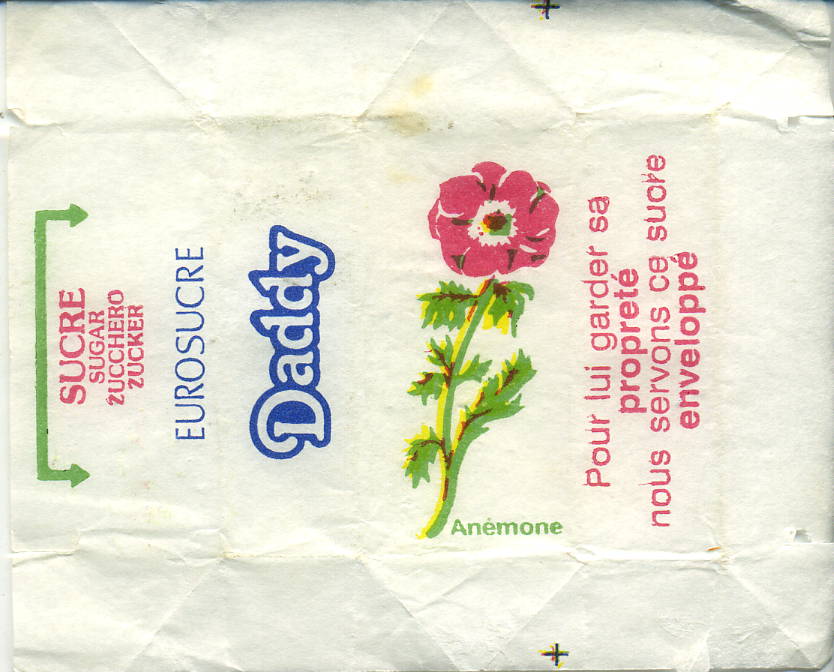 SUCRE
SUGAR
ZUCCHERO
ZUCKER
EUROSUCRE
Daddy
Anémone
Pour lui garder sa
propreté
nous servons ce sucre
enveloppé